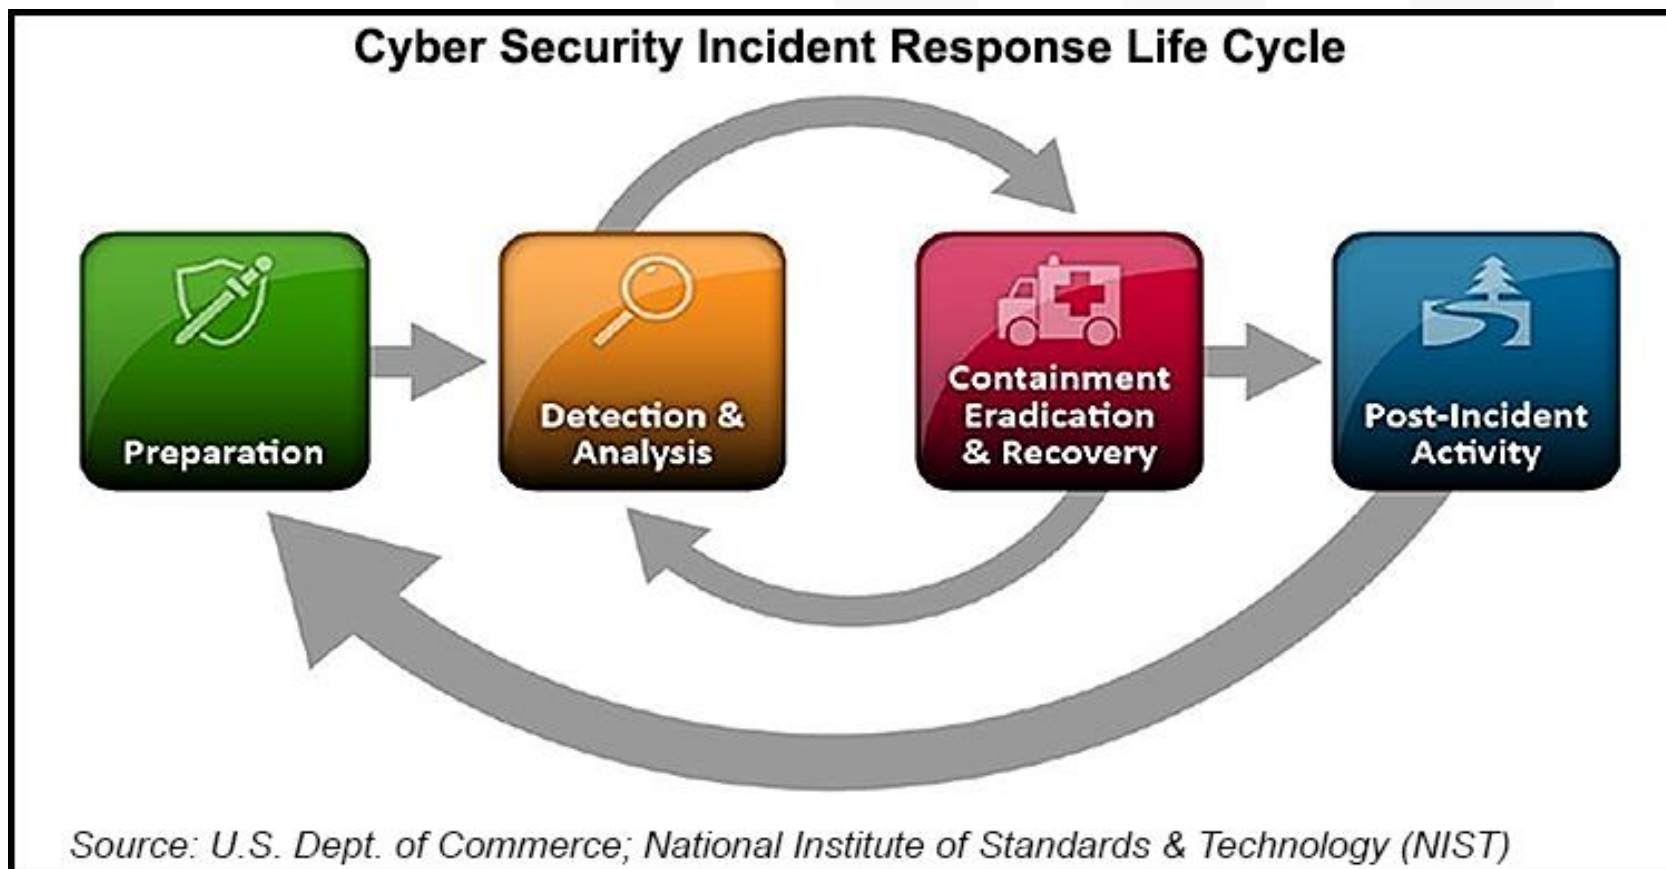 Cyber Security Incident Response Life Cycle
Preparation
Detection &
Analysis
Containment
Eradication
& Recovery
Post-Incident
Activity
Source: U.S. Dept. of Commerce; National Institute of Standards & Technology (NIST)